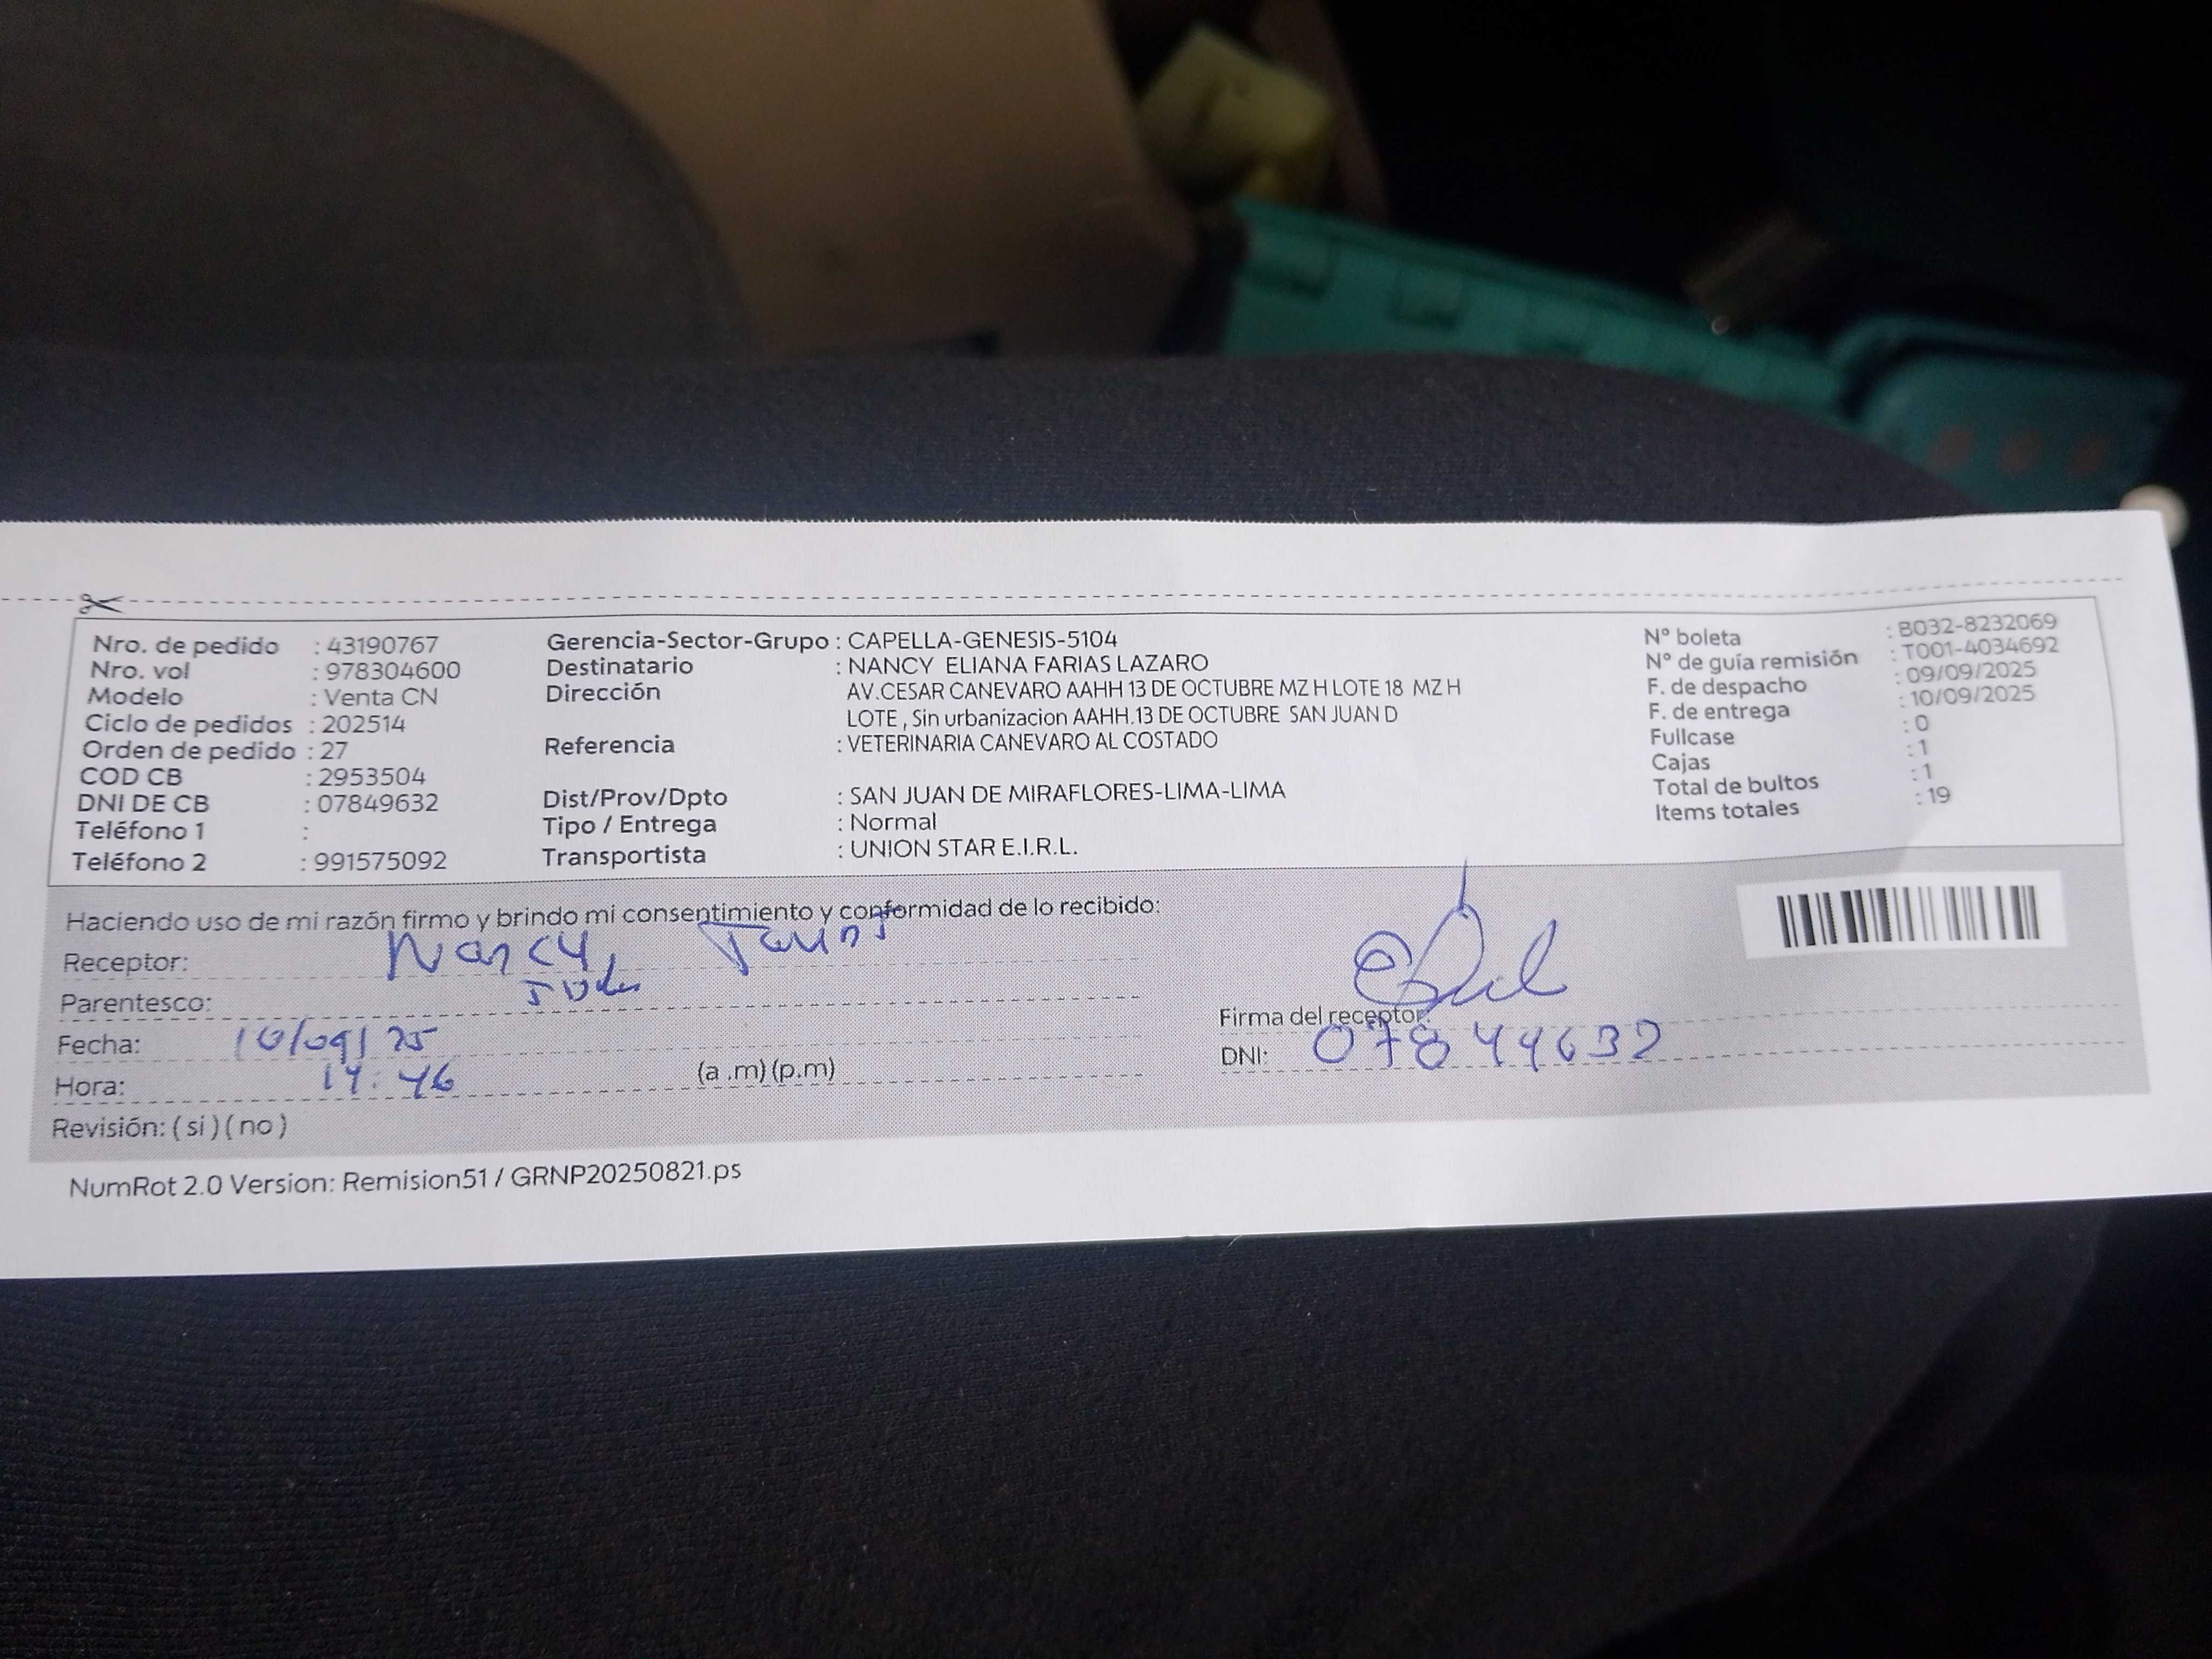 Nro. de pedido : 43190767
Nro. vol : 978304600
Modelo : Venta CN
Ciclo de pedidos : 202514
Orden de pedido : 27
COD CB : 2953504
DNI DE CB : 07849632
Teléfono 1 :
Teléfono 2 : 991575092
Gerencia-Sector-Grupo : CAPELLA-GENESIS-5104
Destinatario : NANCY ELIANA FARIAS LAZARO
Dirección AV.CESAR CANEVARO AAHH 13 DE OCTUBRE MZ H LOTE 18 MZ H
LOTE , Sin urbanizacion AAHH.13 DE OCTUBRE SAN JUAN D
Referencia : VETERINARIA CANEVARO AL COSTADO
Dist/Prov/Dpto : SAN JUAN DE MIRAFLORES-LIMA-LIMA
Tipo / Entrega : Normal
Transportista : UNION STAR E.I.R.L.
N° boleta : B032-8232069
N° de guía remisión : T001-4034692
F. de despacho : 09/09/2025
F. de entrega : 10/09/2025
Fullcase : 0
Cajas : 1
Total de bultos : 1
Items totales : 19
Haciendo uso de mi razón firmo y brindo mi consentimiento y conformidad de lo recibido:
Receptor: Nancy
Parentesco:
Fecha: 10/09/25
Hora: 14:46 (a .m) (p.m)
Revisión: ( si ) ( no )
Firma del receptor:
DNI: 07844632
NumRot 2.0 Version: Remision51 / GRNP20250821.ps